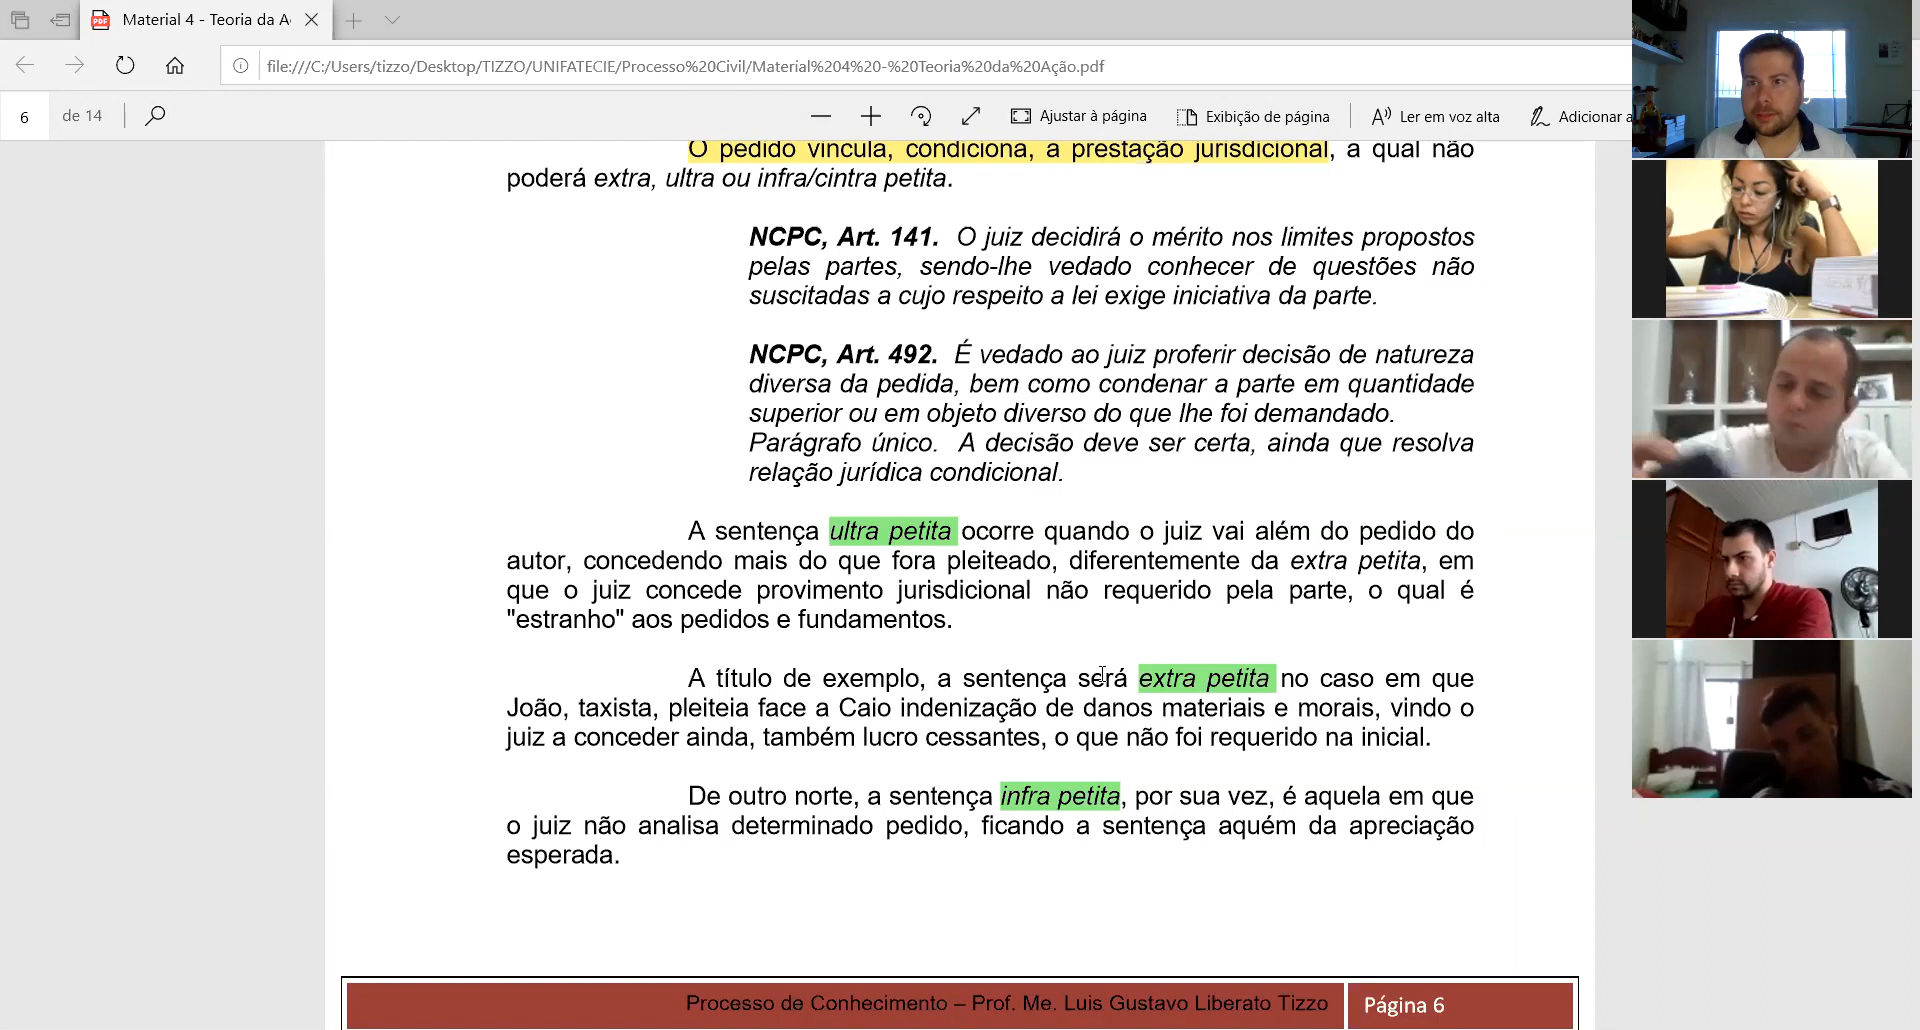 Material 4 - Teoria da A
file:///C:/Users/tizzo/Desktop/TIZZO/UNIFATECIE/Processo%20Civil/Material%204%20-%20Teoria%20da%20Ação.pdf
6 de 14 Ajustar à página Exibição de página Ler em voz alta Adicionar a
O pedido vincula, condiciona, a prestação jurisdicional, a qual não
poderá extra, ultra ou infra/cintra petita.
NCPC, Art. 141. O juiz decidirá o mérito nos limites propostos
pelas partes, sendo-lhe vedado conhecer de questões não
suscitadas a cujo respeito a lei exige iniciativa da parte.
NCPC, Art. 492. É vedado ao juiz proferir decisão de natureza
diversa da pedida, bem como condenar a parte em quantidade
superior ou em objeto diverso do que lhe foi demandado.
Parágrafo único. A decisão deve ser certa, ainda que resolva
relação jurídica condicional.
A sentença ultra petita ocorre quando o juiz vai além do pedido do
autor, concedendo mais do que fora pleiteado, diferentemente da extra petita, em
que o juiz concede provimento jurisdicional não requerido pela parte, o qual é
"estranho" aos pedidos e fundamentos.
A título de exemplo, a sentença será extra petita no caso em que
João, taxista, pleiteia face a Caio indenização de danos materiais e morais, vindo o
juiz a conceder ainda, também lucro cessantes, o que não foi requerido na inicial.
De outro norte, a sentença infra petita, por sua vez, é aquela em que
o juiz não analisa determinado pedido, ficando a sentença aquém da apreciação
esperada.
Processo de Conhecimento – Prof. Me. Luis Gustavo Liberato Tizzo Página 6